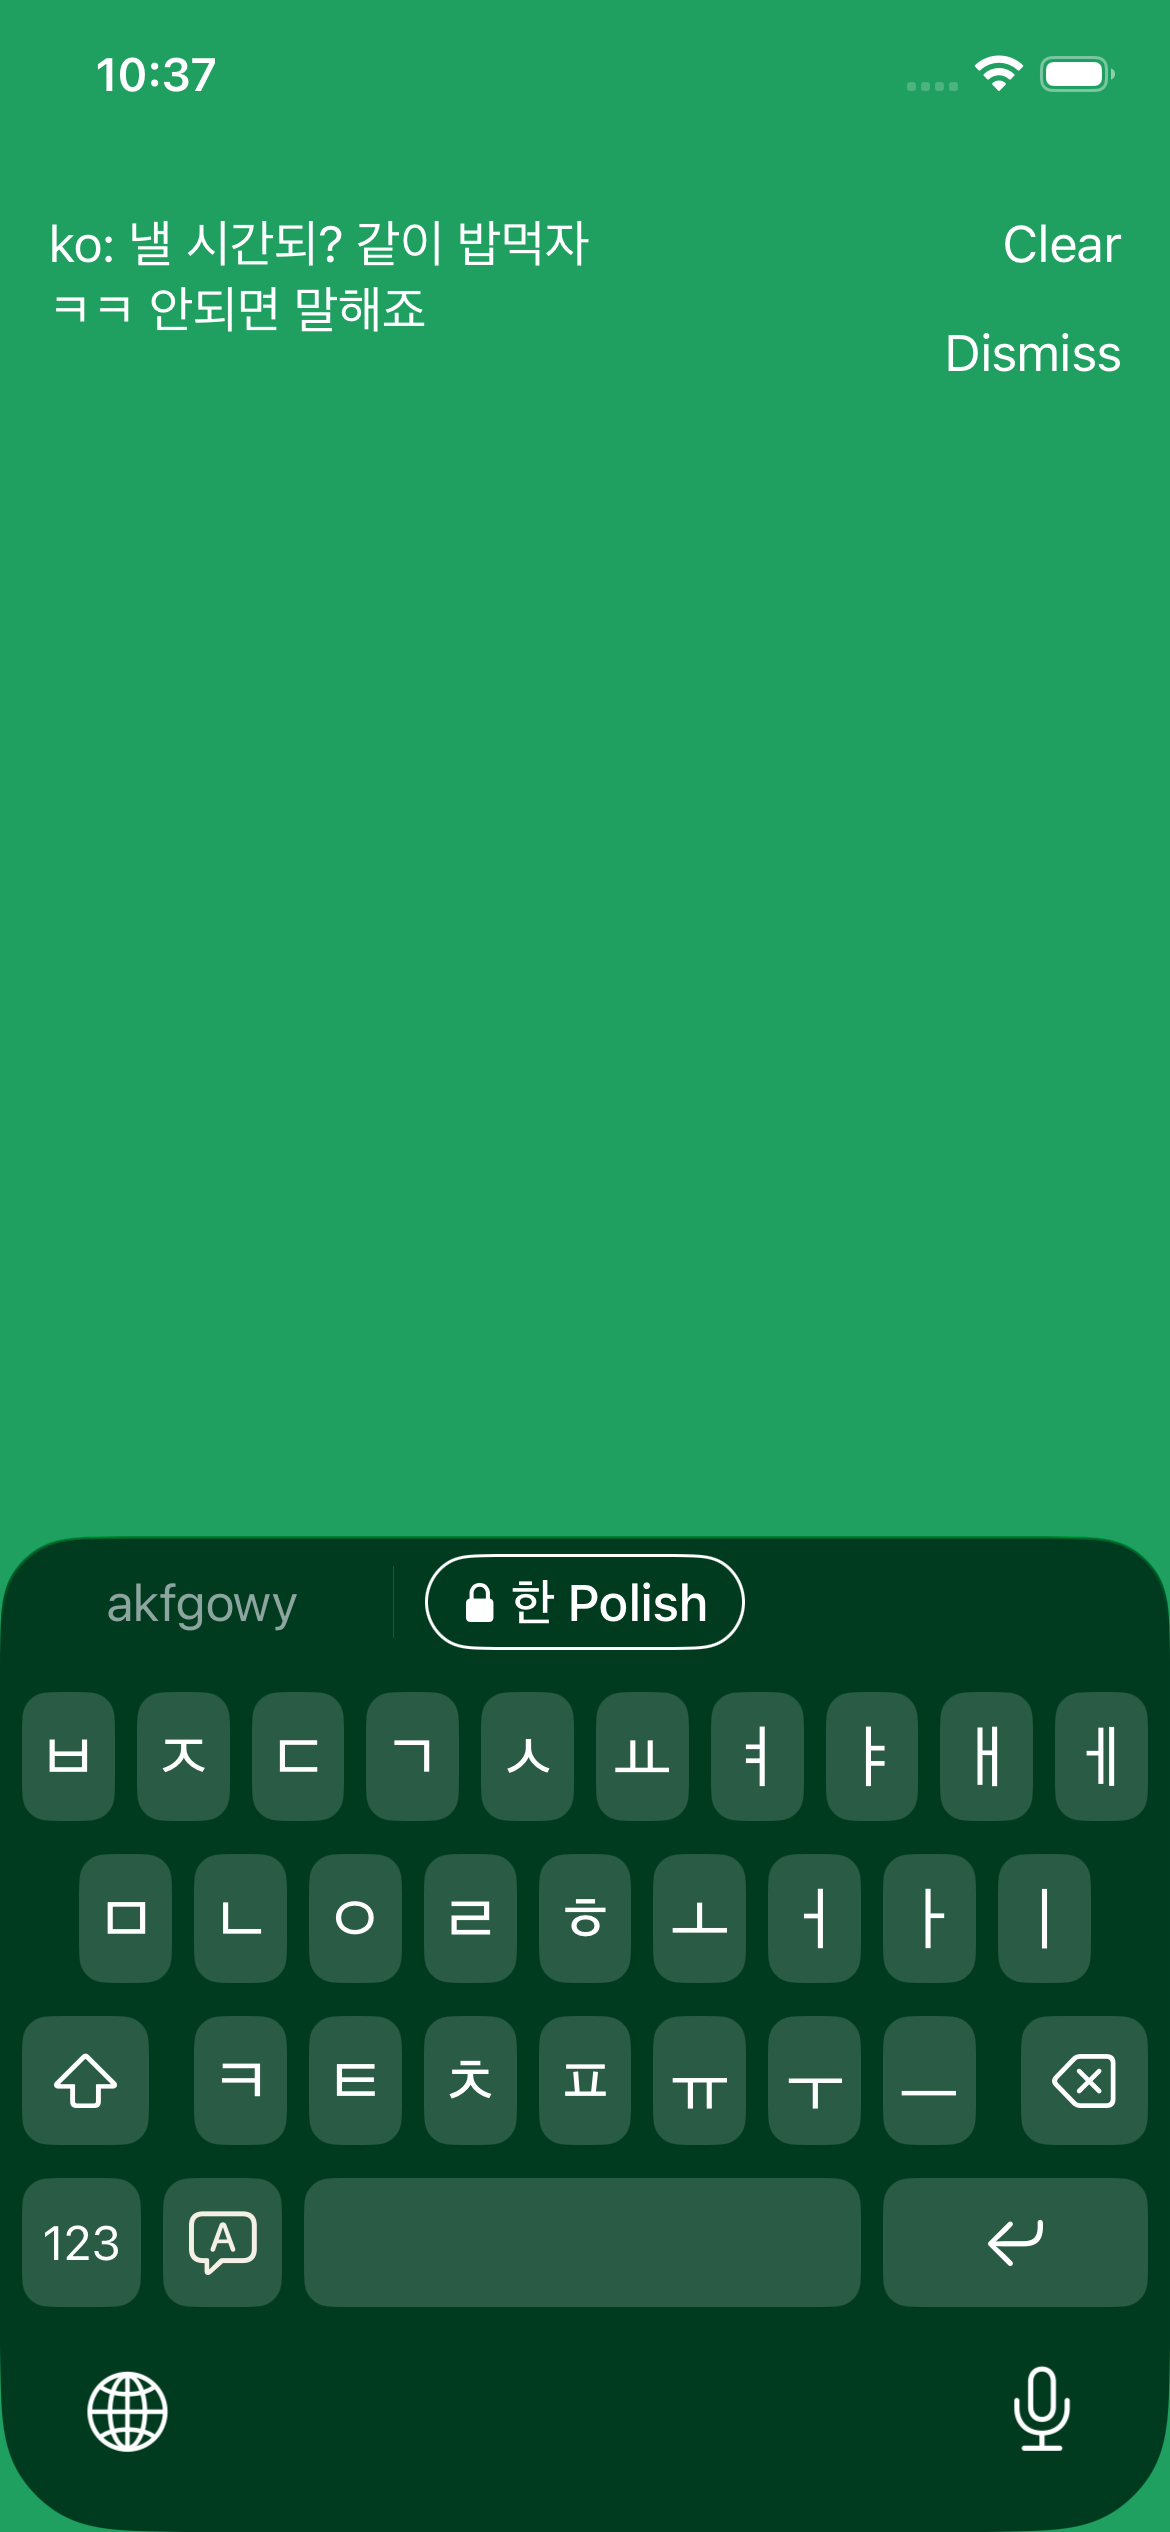 10:37
ko: 낼 시간되? 같이 밥먹자
ㅋㅋ 안되면 말해죠
Clear
Dismiss
akfgowy
한 Polish
ㅂ ㅈ ㄷ ㄱ ㅅ ㅛ ㅕ ㅑ ㅐ ㅔ
ㅁ ㄴ ㅇ ㄹ ㅎ ㅗ ㅓ ㅏ ㅣ
ㅋ ㅌ ㅊ ㅍ ㅠ ㅜ ㅡ
123 A